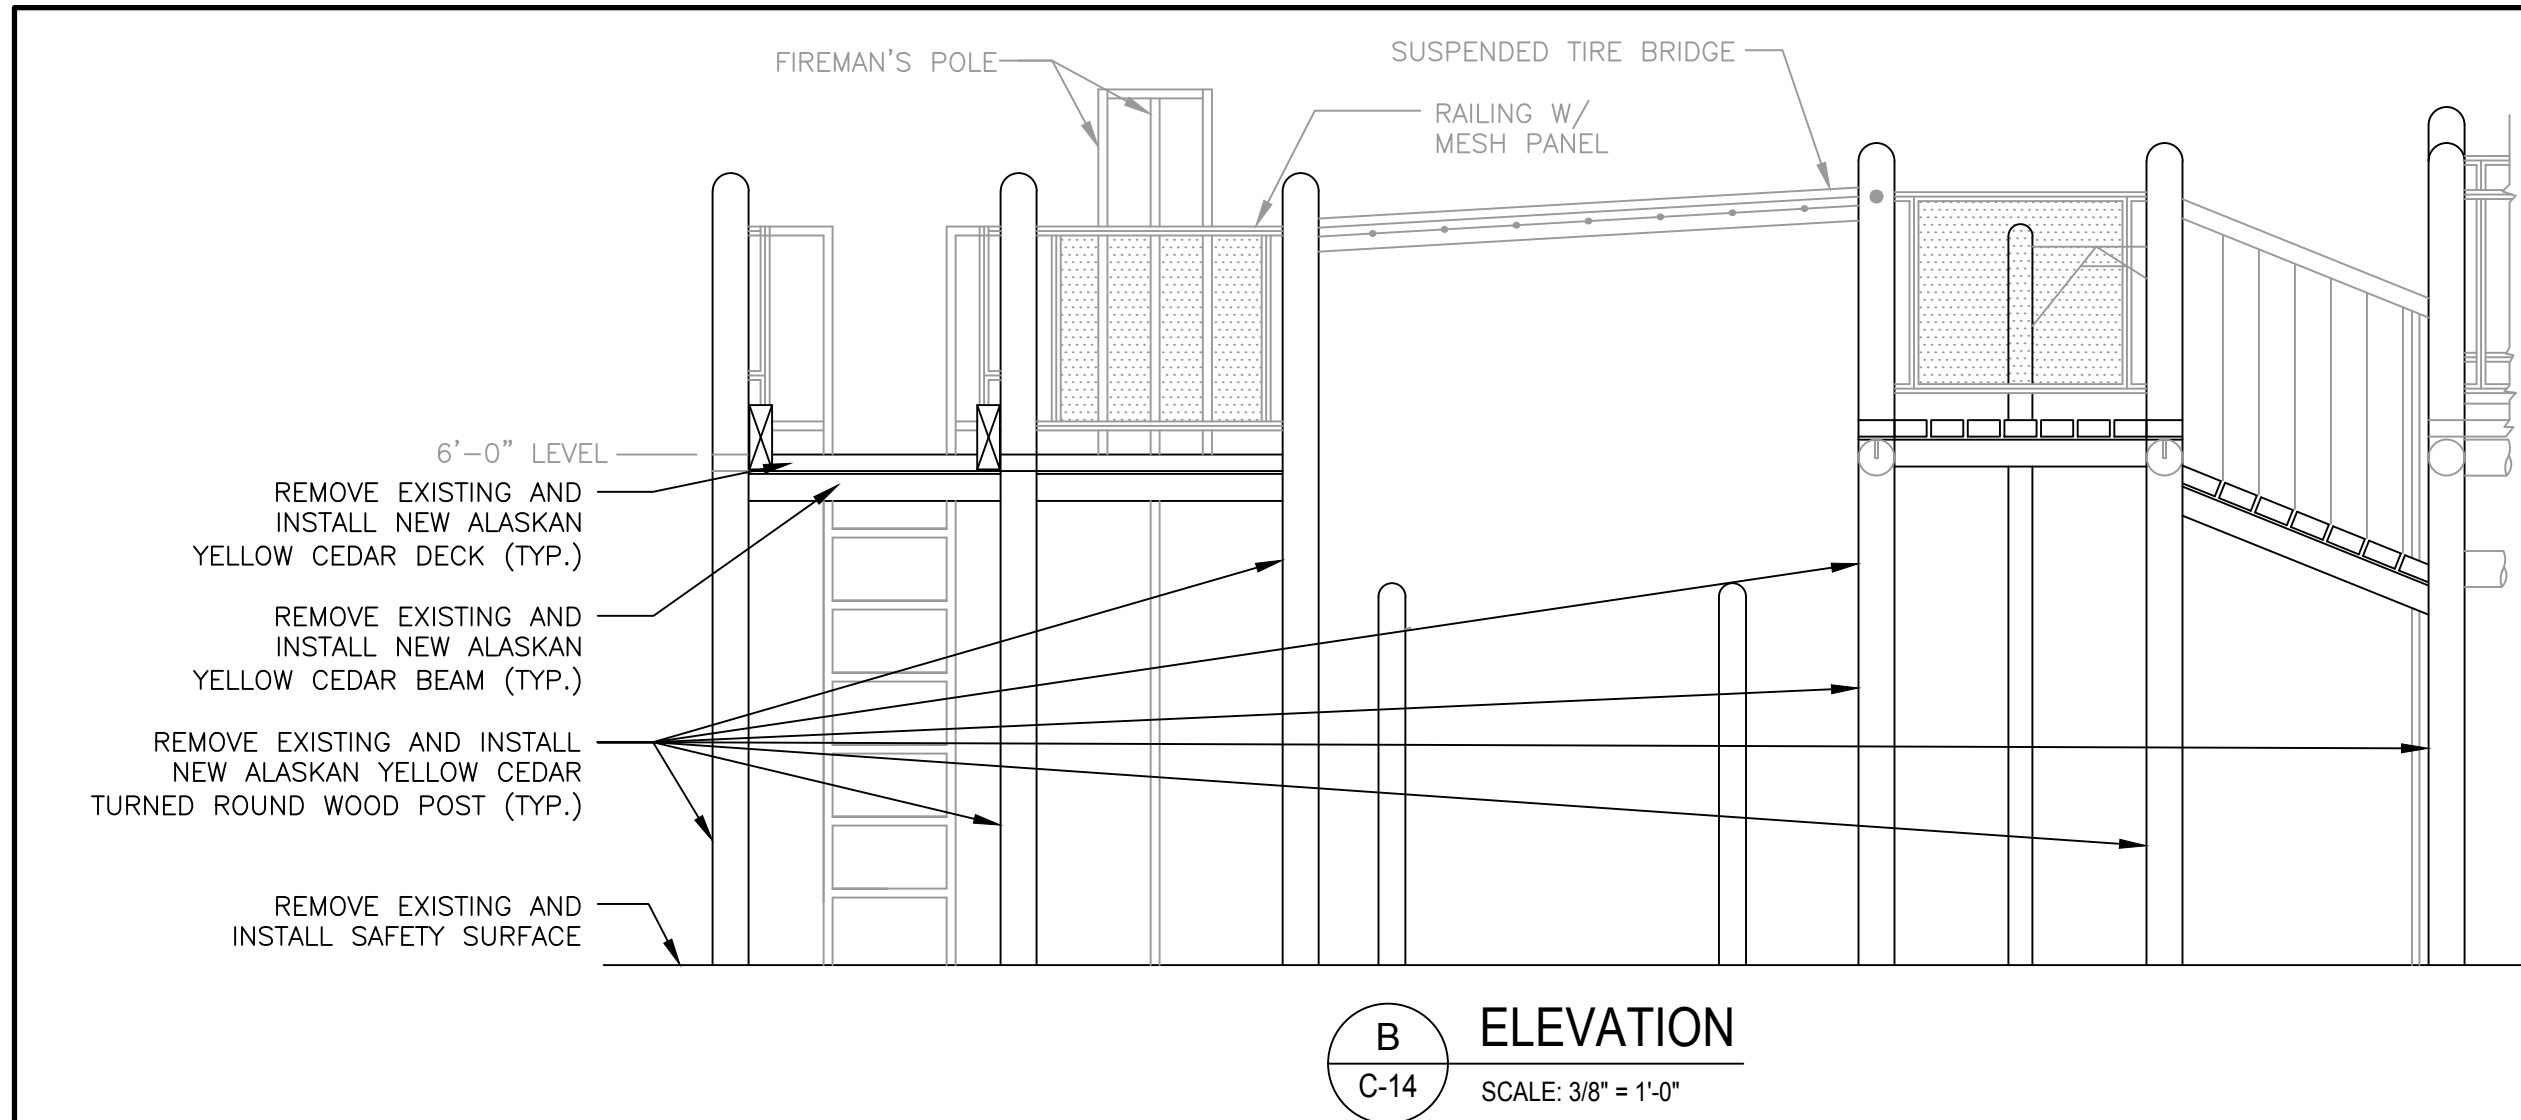 FIREMAN'S POLE
SUSPENDED TIRE BRIDGE
RAILING W/
MESH PANEL
6'-0" LEVEL
REMOVE EXISTING AND
INSTALL NEW ALASKAN
YELLOW CEDAR DECK (TYP.)
REMOVE EXISTING AND
INSTALL NEW ALASKAN
YELLOW CEDAR BEAM (TYP.)
REMOVE EXISTING AND INSTALL
NEW ALASKAN YELLOW CEDAR
TURNED ROUND WOOD POST (TYP.)
REMOVE EXISTING AND
INSTALL SAFETY SURFACE
B
C-14
ELEVATION
SCALE: 3/8" = 1'-0"